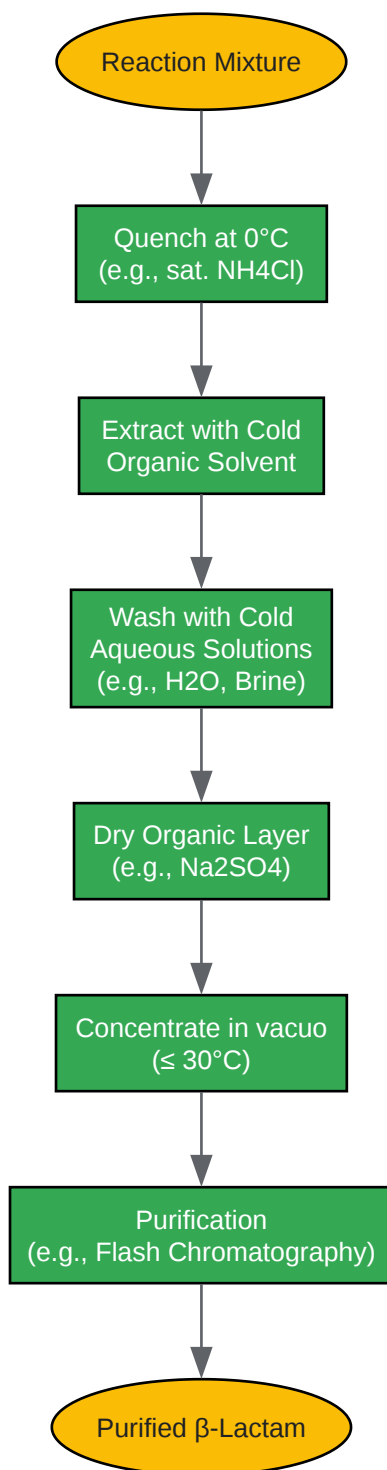 Reaction Mixture
Quench at 0°C
(e.g., sat. NH4Cl)
Extract with Cold
Organic Solvent
Wash with Cold
Aqueous Solutions
(e.g., H2O, Brine)
Dry Organic Layer
(e.g., Na2SO4)
Concentrate in vacuo
(≤ 30°C)
Purification
(e.g., Flash Chromatography)
Purified β-Lactam